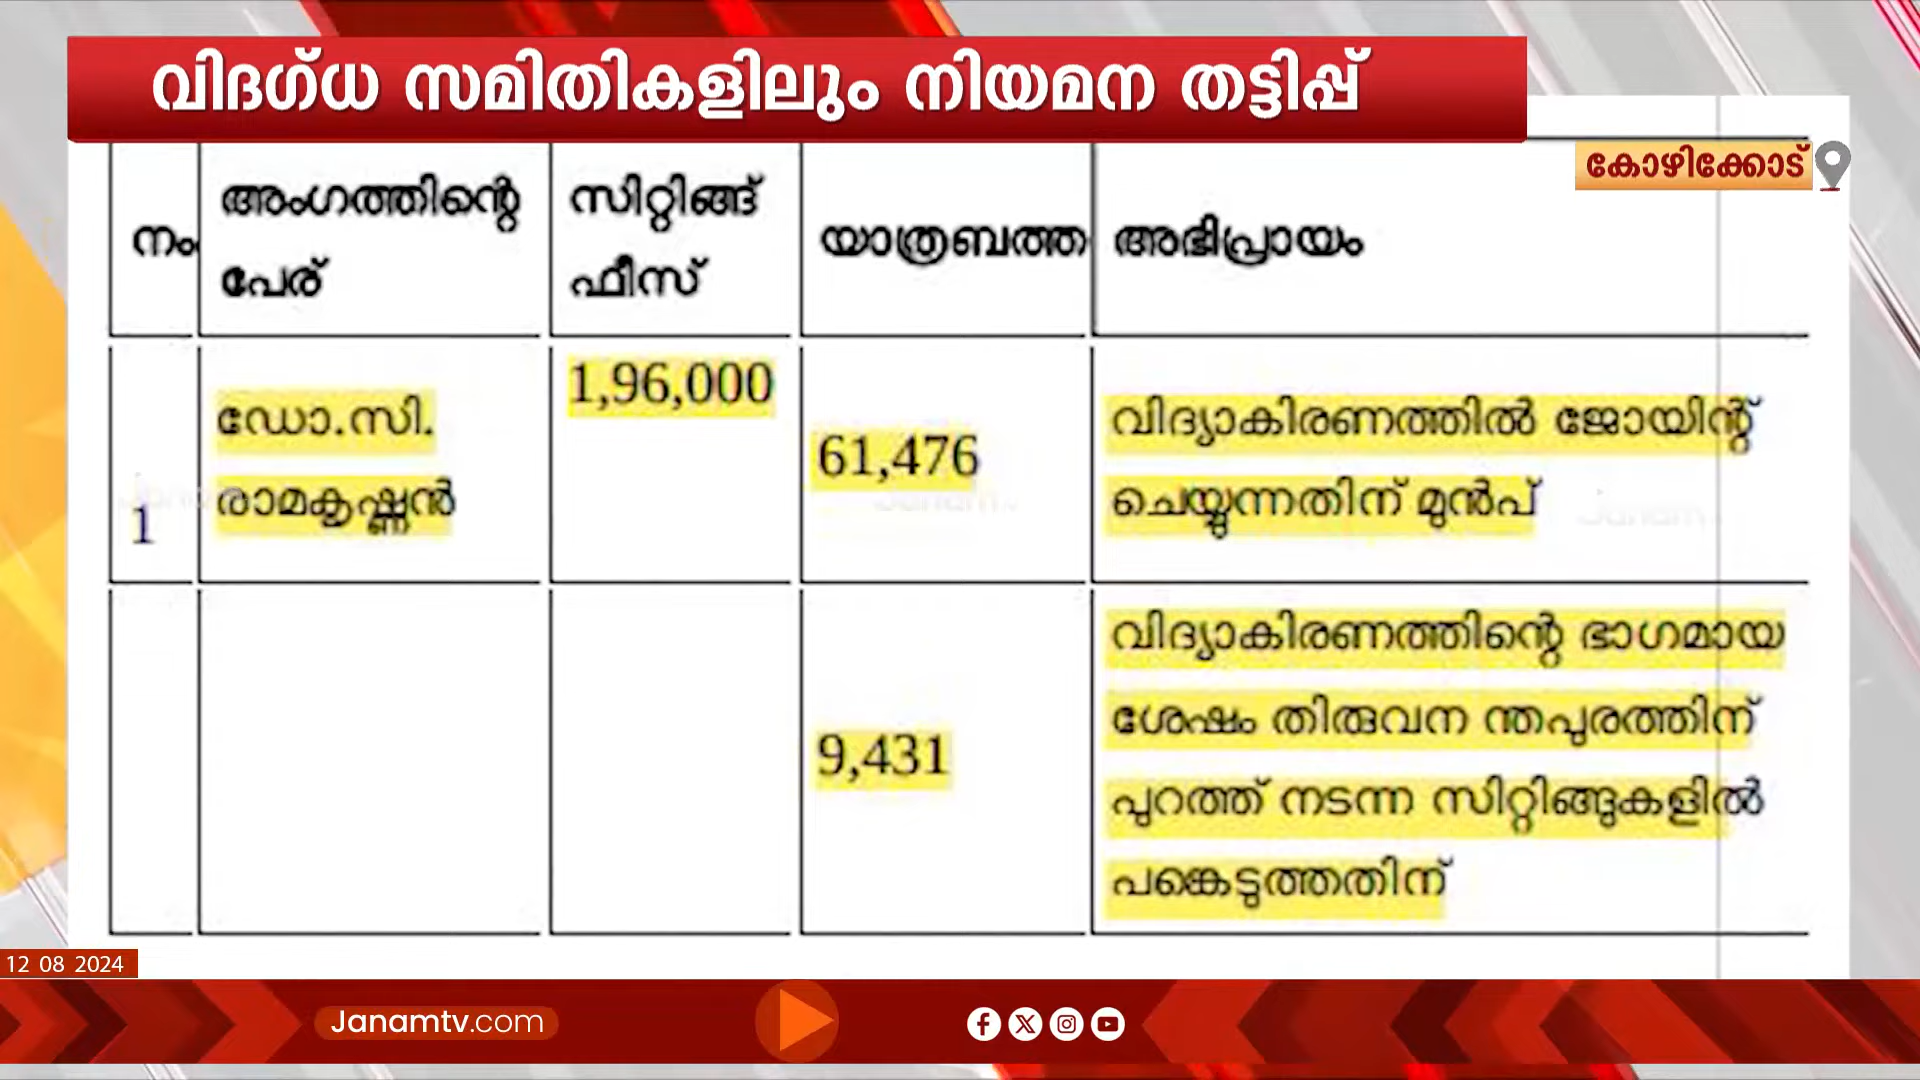 വിദഗ്ധ സമിതികളിലും നിയമന തട്ടിപ്പ്
കോഴിക്കോട്
നം
അംഗത്തിന്റെ
പേര്
സിറ്റിങ്ങ്
ഫീസ്
യാത്രബത്ത
അഭിപ്രായം
1
ഡോ.സി.
രാമകൃഷ്ണൻ
1,96,000
61,476
വിദ്യാകിരണത്തിൽ ജോയിന്റ്
ചെയ്യുന്നതിന് മുൻപ്
9,431
വിദ്യാകിരണത്തിന്റെ ഭാഗമായ
ശേഷം തിരുവന ന്തപുരത്തിന്
പുറത്ത് നടന്ന സിറ്റിങ്ങുകളിൽ
പങ്കെടുത്തതിന്
12 08 2024
Janamtv.com